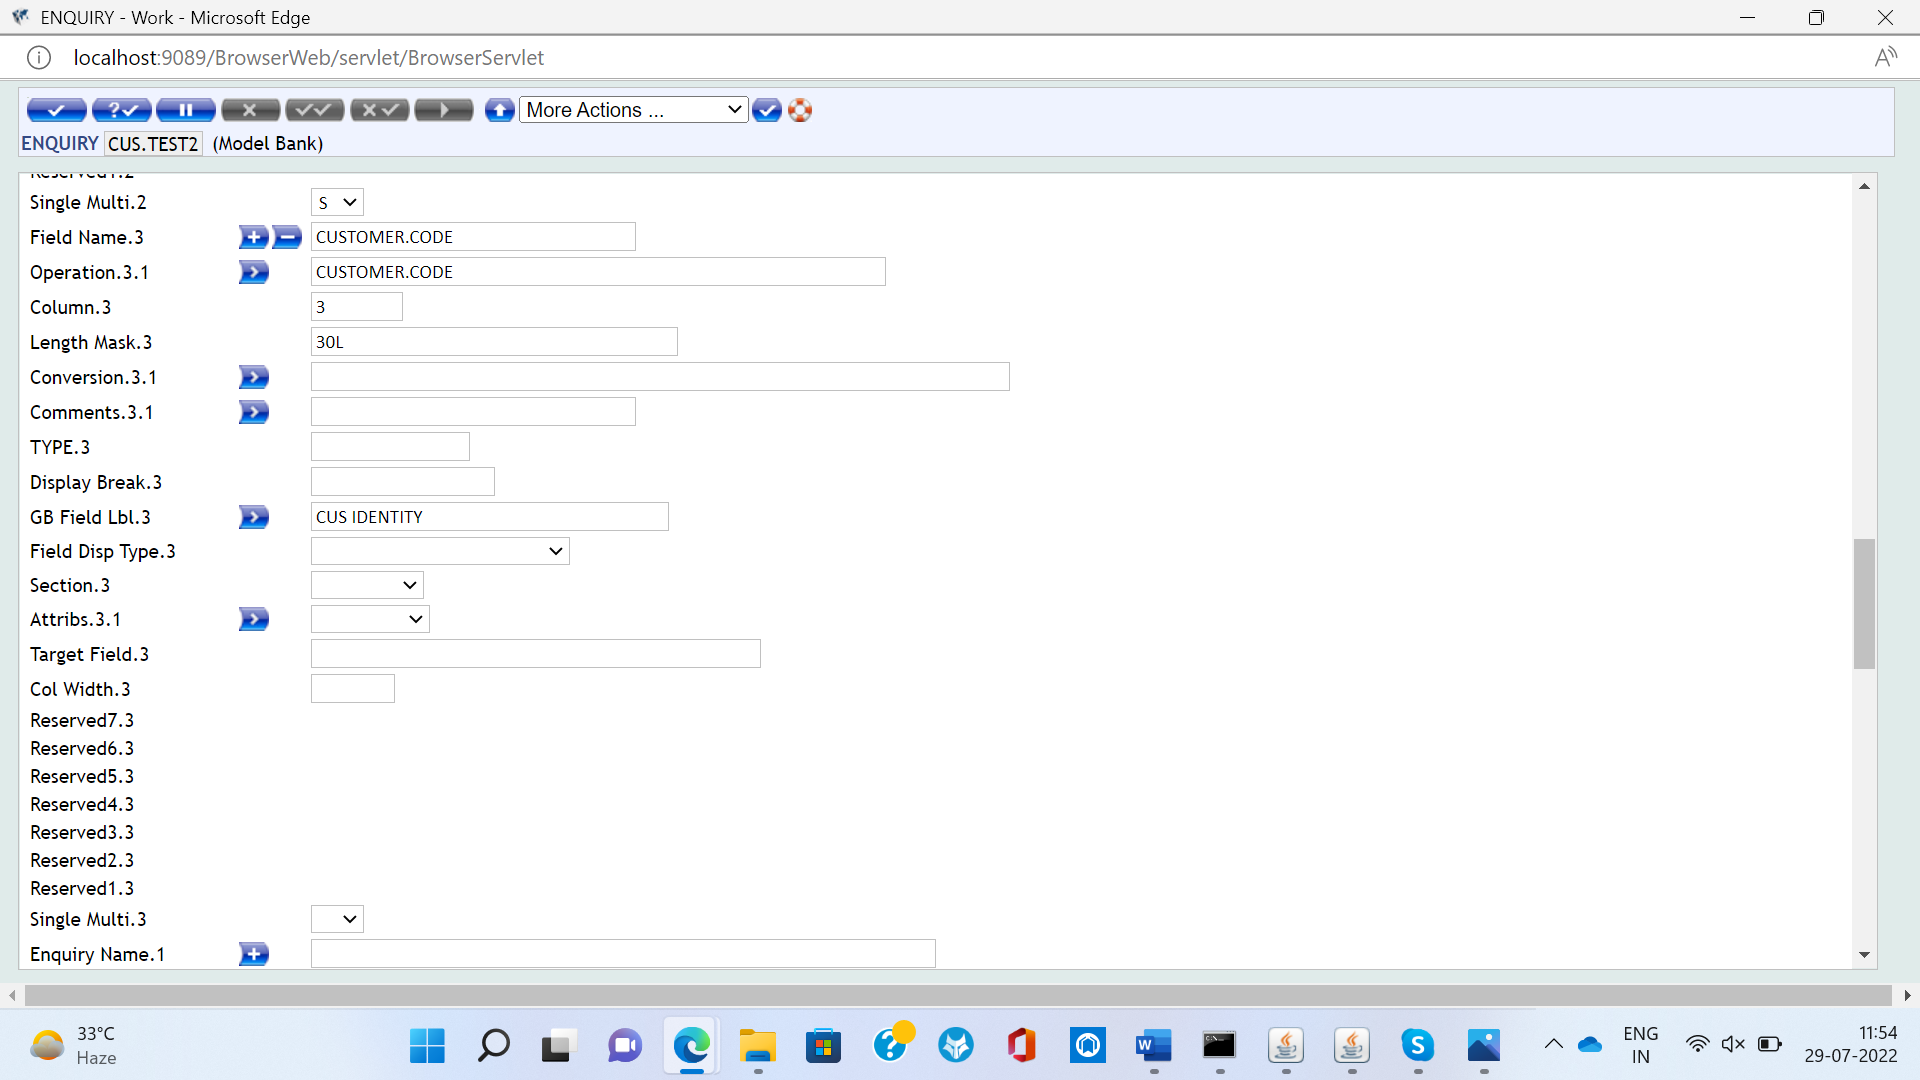 ENQUIRY - Work - Microsoft Edge
localhost:9089/BrowserWeb/servlet/BrowserServlet
More Actions ...
ENQUIRY CUS.TEST2 (Model Bank)
Reserved1.2
Single Multi.2 S
Field Name.3 CUSTOMER.CODE
Operation.3.1 CUSTOMER.CODE
Column.3 3
Length Mask.3 30L
Conversion.3.1
Comments.3.1
TYPE.3
Display Break.3
GB Field Lbl.3 CUS IDENTITY
Field Disp Type.3
Section.3
Attribs.3.1
Target Field.3
Col Width.3
Reserved7.3
Reserved6.3
Reserved5.3
Reserved4.3
Reserved3.3
Reserved2.3
Reserved1.3
Single Multi.3
Enquiry Name.1
33°C
Haze
ENG
IN
11:54
29-07-2022